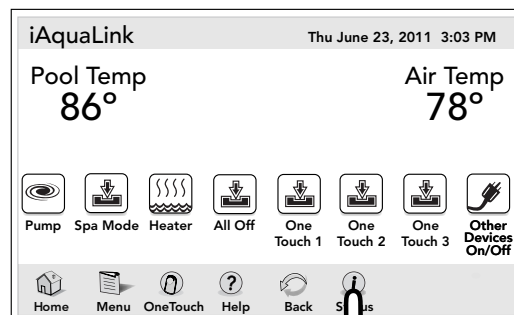 iAquaLink
Thu June 23, 2011 3:03 PM
Pool Temp
86°
Air Temp
78°
Pump
Spa Mode
Heater
All Off
One
Touch 1
One
Touch 2
One
Touch 3
Other
Devices
On/Off
Home
Menu
OneTouch
Help
Back